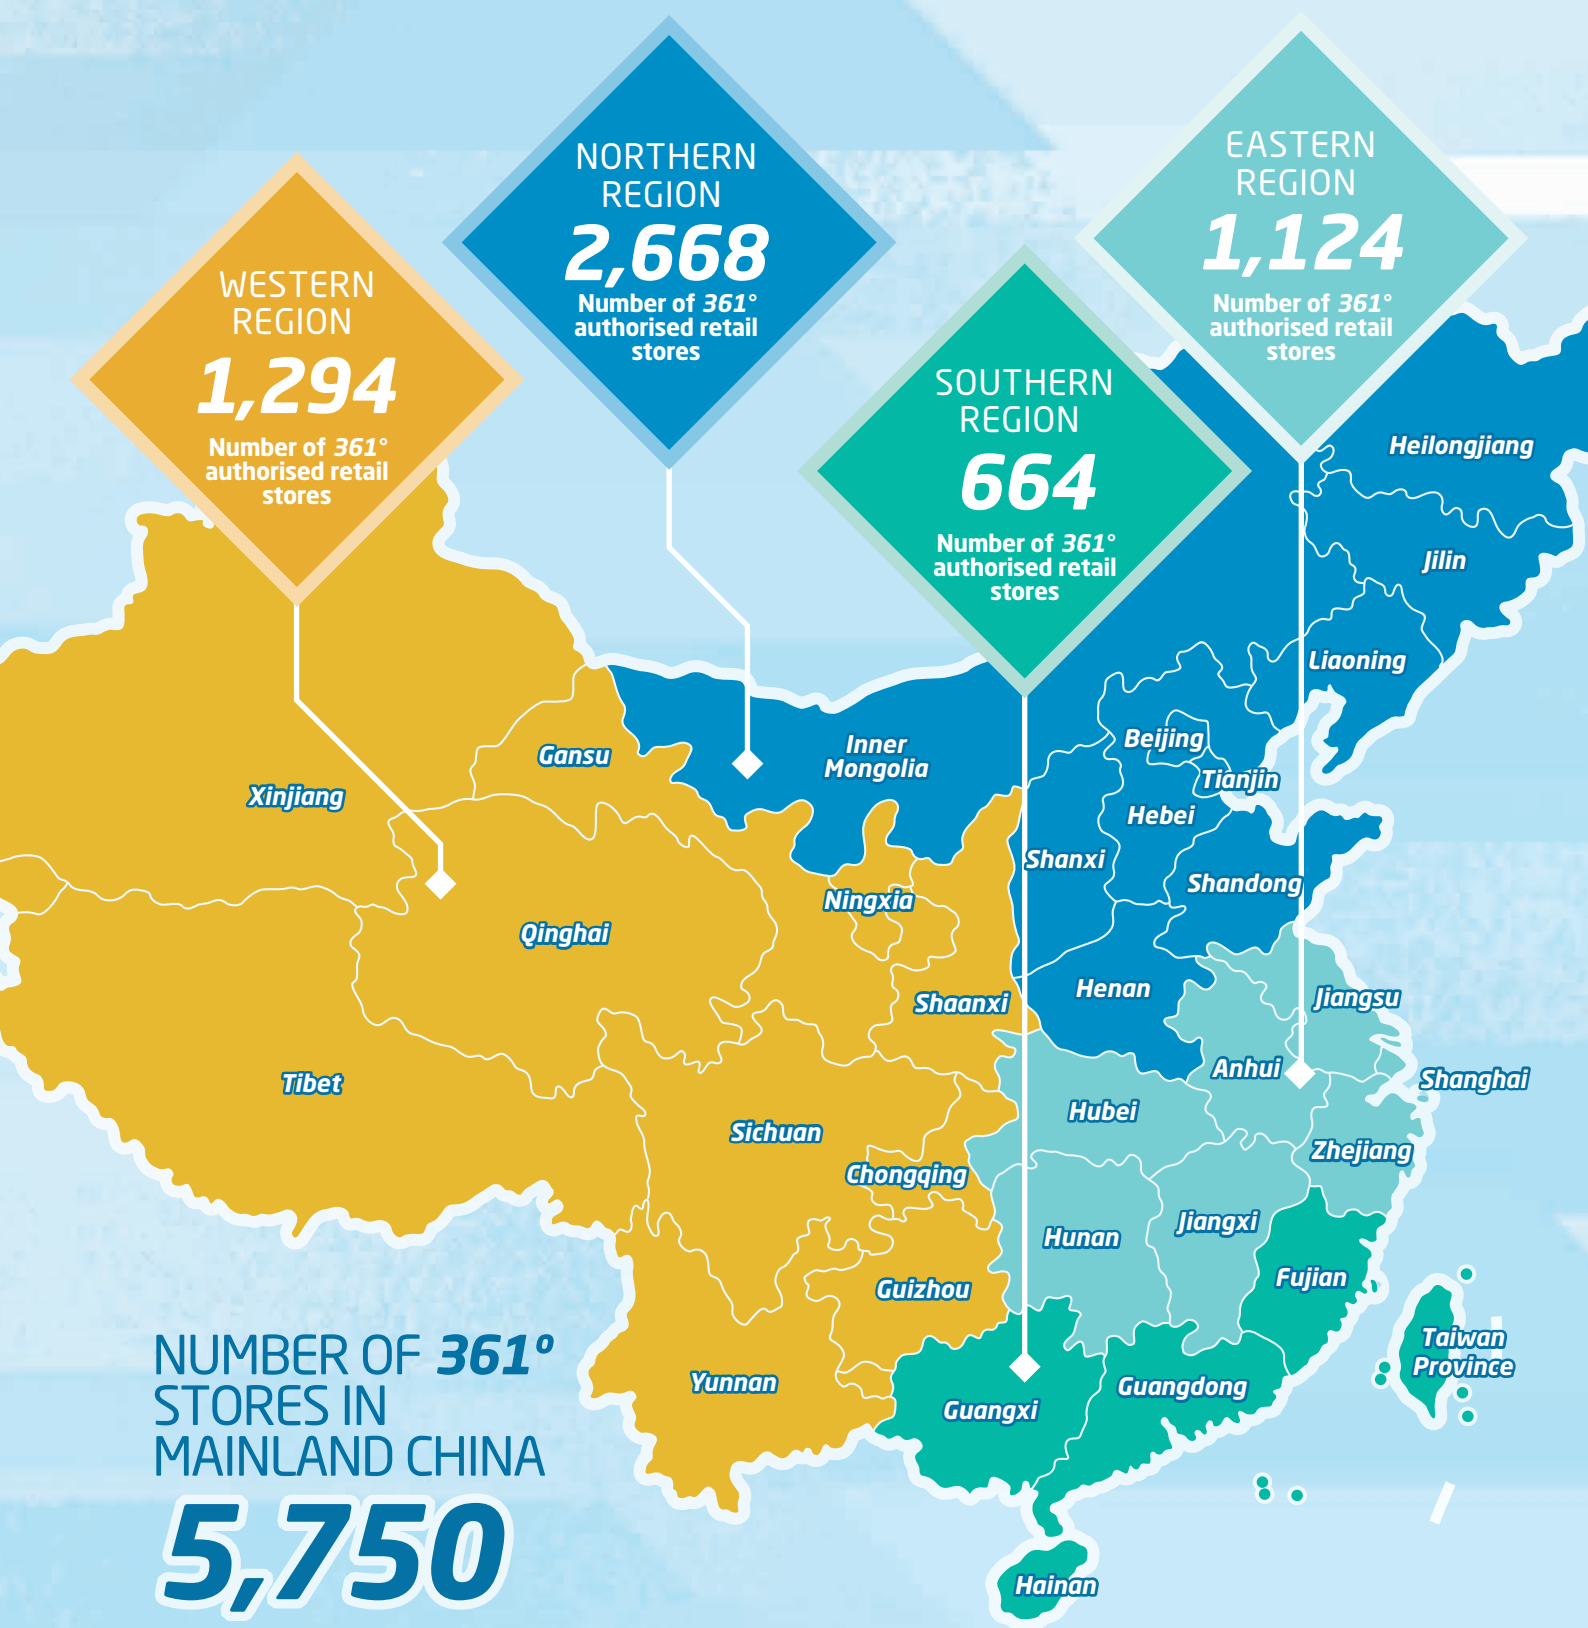 NORTHERN
REGION
2,668
Number of 361°
authorised retail
stores
EASTERN
REGION
1,124
Number of 361°
authorised retail
stores
WESTERN
REGION
1,294
Number of 361°
authorised retail
stores
SOUTHERN
REGION
664
Number of 361°
authorised retail
stores
Heilongjiang
Jilin
Liaoning
Inner
Mongolia
Beijing
Tianjin
Hebei
Shanxi
Shandong
Henan
Gansu
Xinjiang
Ningxia
Qinghai
Shaanxi
Tibet
Sichuan
Chongqing
Guizhou
Yunnan
Jiangsu
Anhui
Shanghai
Hubei
Zhejiang
Hunan
Jiangxi
Fujian
Taiwan
Province
Guangdong
Guangxi
Hainan
NUMBER OF 361º
STORES IN
MAINLAND CHINA
5,750